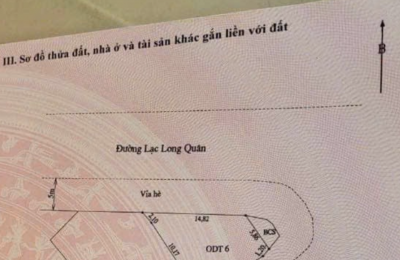 III. Sơ đồ thửa đất, nhà ở và tài sản khác gắn liền với đất
B
Đường Lạc Long Quân
5m
Vỉa hè
14,82
BCS
ODT 6